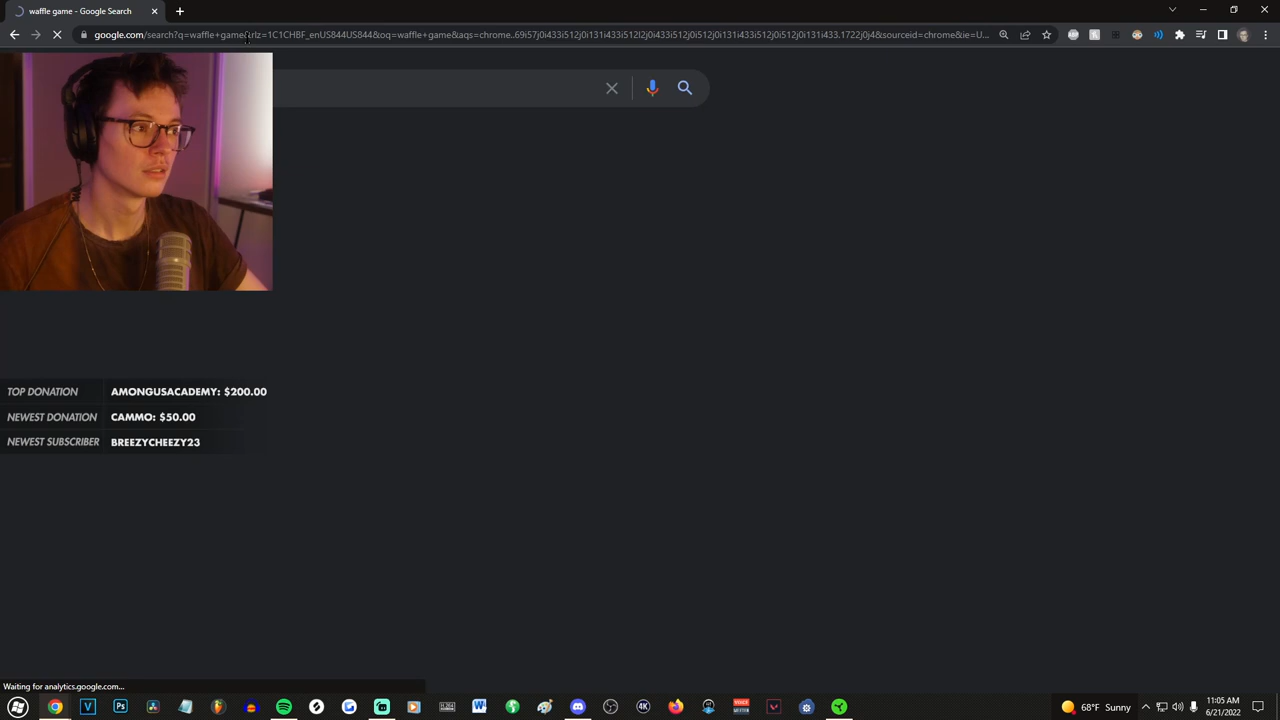 waffle game - Google Search
google.com/search?q=waffle+game&rlz=1C1CHBF_enUS844US844&oq=waffle+game&aqs=chrome..69i57j0i433i512j0i131i433i512l2j0i433i512j0i512j0i131i433.1722j0j4&sourceid=chrome&ie=U...
TOP DONATION AMONGUSACADEMY: $200.00
NEWEST DONATION CAMMO: $50.00
NEWEST SUBSCRIBER BREEZYCHEEZY23
Waiting for analytics.google.com...
68°F Sunny
11:05 AM
6/21/2022